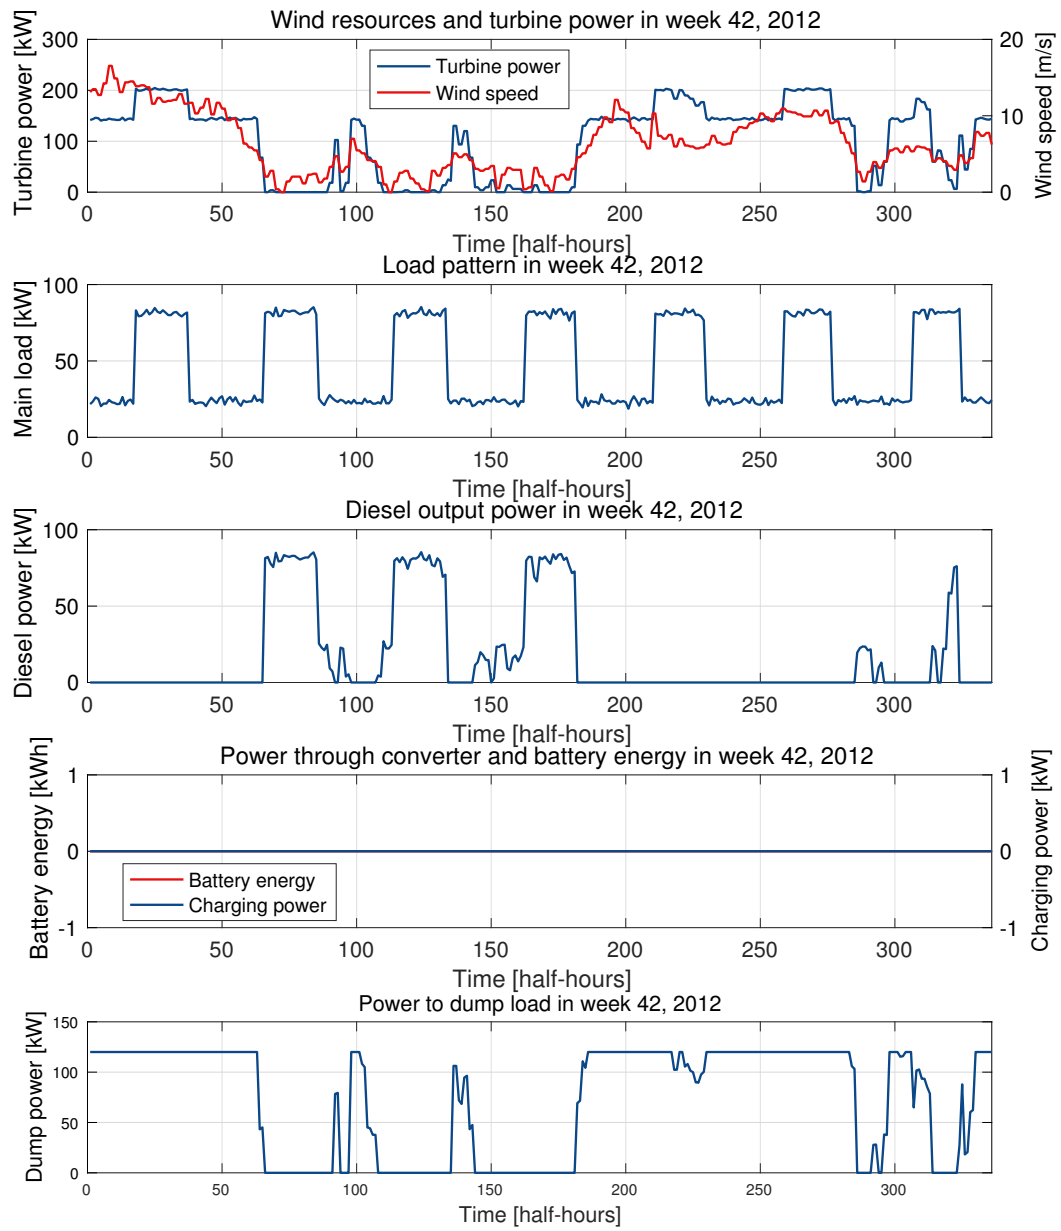 Wind resources and turbine power in week 42, 2012
Turbine power [kW]
300
200
100
0
Turbine power
Wind speed
20
10
0
Wind speed [m/s]
0 50 100 150 200 250 300
Time [half-hours]
Load pattern in week 42, 2012
Main load [kW]
100
50
0
0 50 100 150 200 250 300
Time [half-hours]
Diesel output power in week 42, 2012
Diesel power [kW]
100
50
0
0 50 100 150 200 250 300
Time [half-hours]
Power through converter and battery energy in week 42, 2012
Battery energy [kWh]
1
0
-1
Battery energy
Charging power
1
0
-1
Charging power [kW]
0 50 100 150 200 250 300
Time [half-hours]
Power to dump load in week 42, 2012
Dump power [kW]
150
100
50
0
0 50 100 150 200 250 300
Time [half-hours]